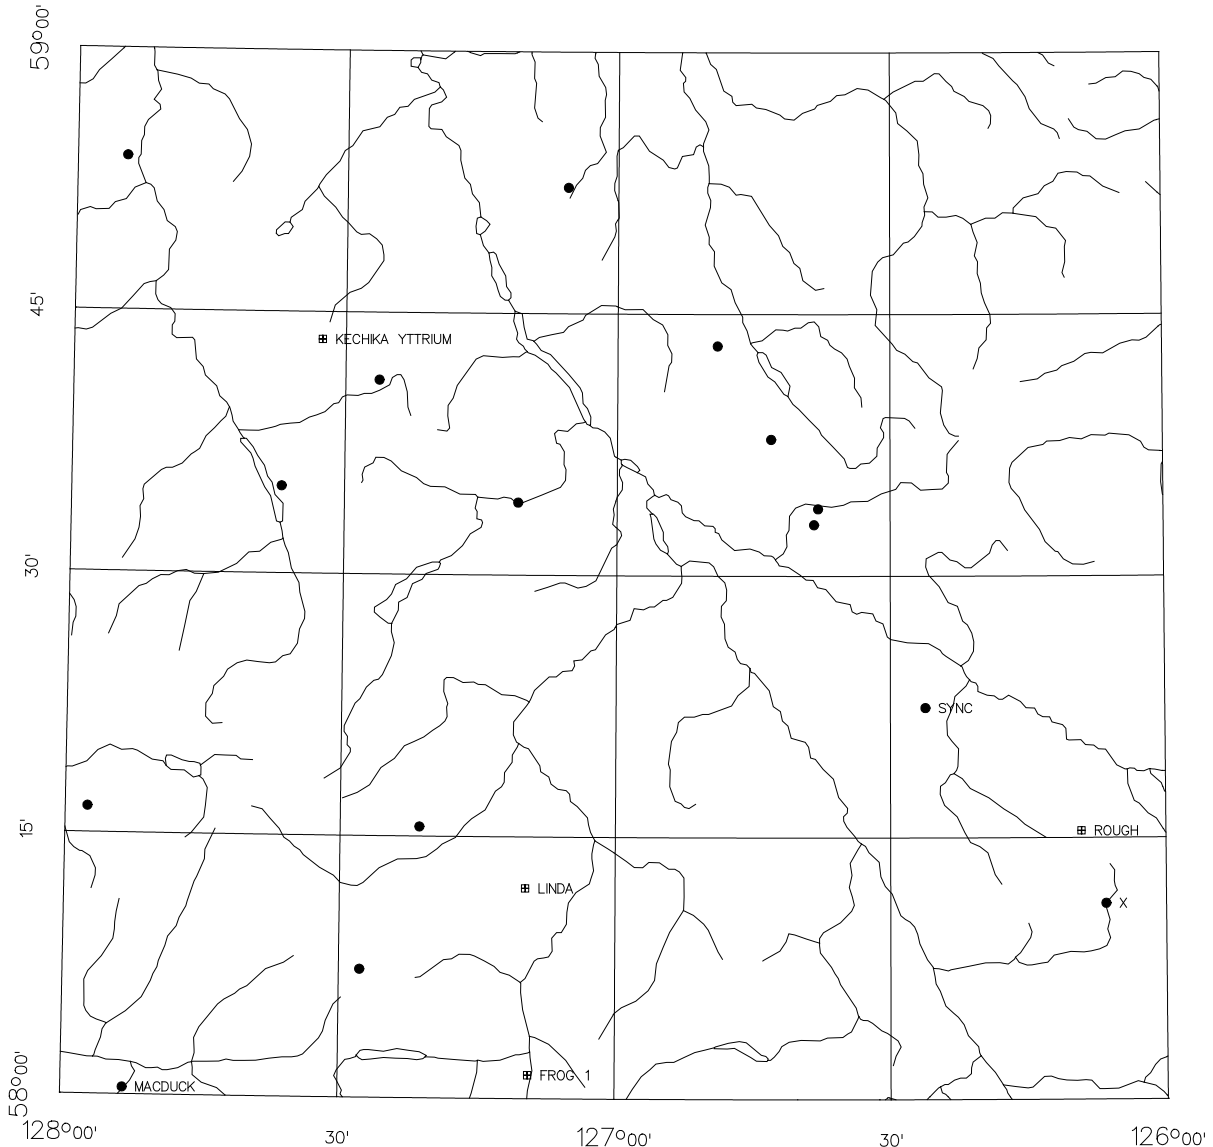 59°00'
45'
KECHIKA YTTRIUM
30'
SYNC
15'
ROUGH
LINDA
X
58°00'
FROG 1
MACDUCK
128°00'
30'
127°00'
30'
126°00'